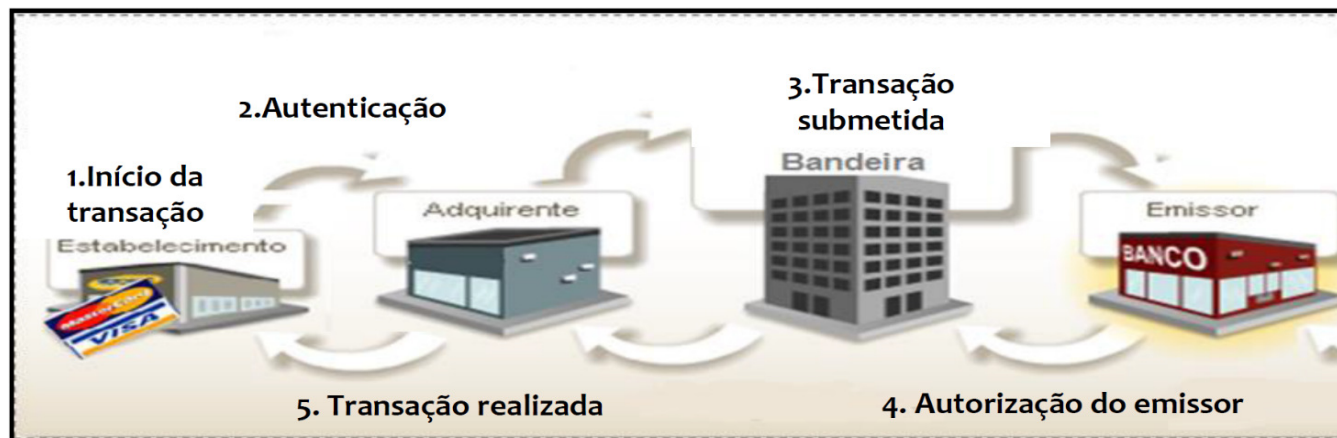 2.Autenticação
3.Transação
submetida
1.Início da
transação
Bandeira
Adquirente
Emissor
Estabelecimento
BANCO
MasterCard
VISA
5. Transação realizada
4. Autorização do emissor